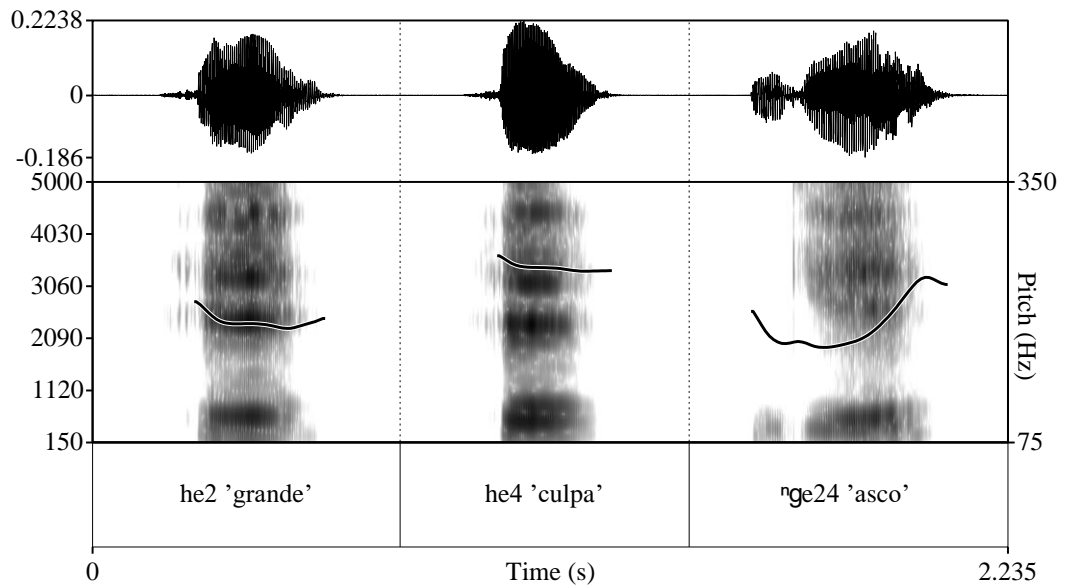 0.2238
0
-0.186
5000
4030
3060
2090
1120
150
350
Pitch (Hz)
75
he2 ’grande’
he4 ’culpa’
ⁿɡe24 ’asco’
0
Time (s)
2.235